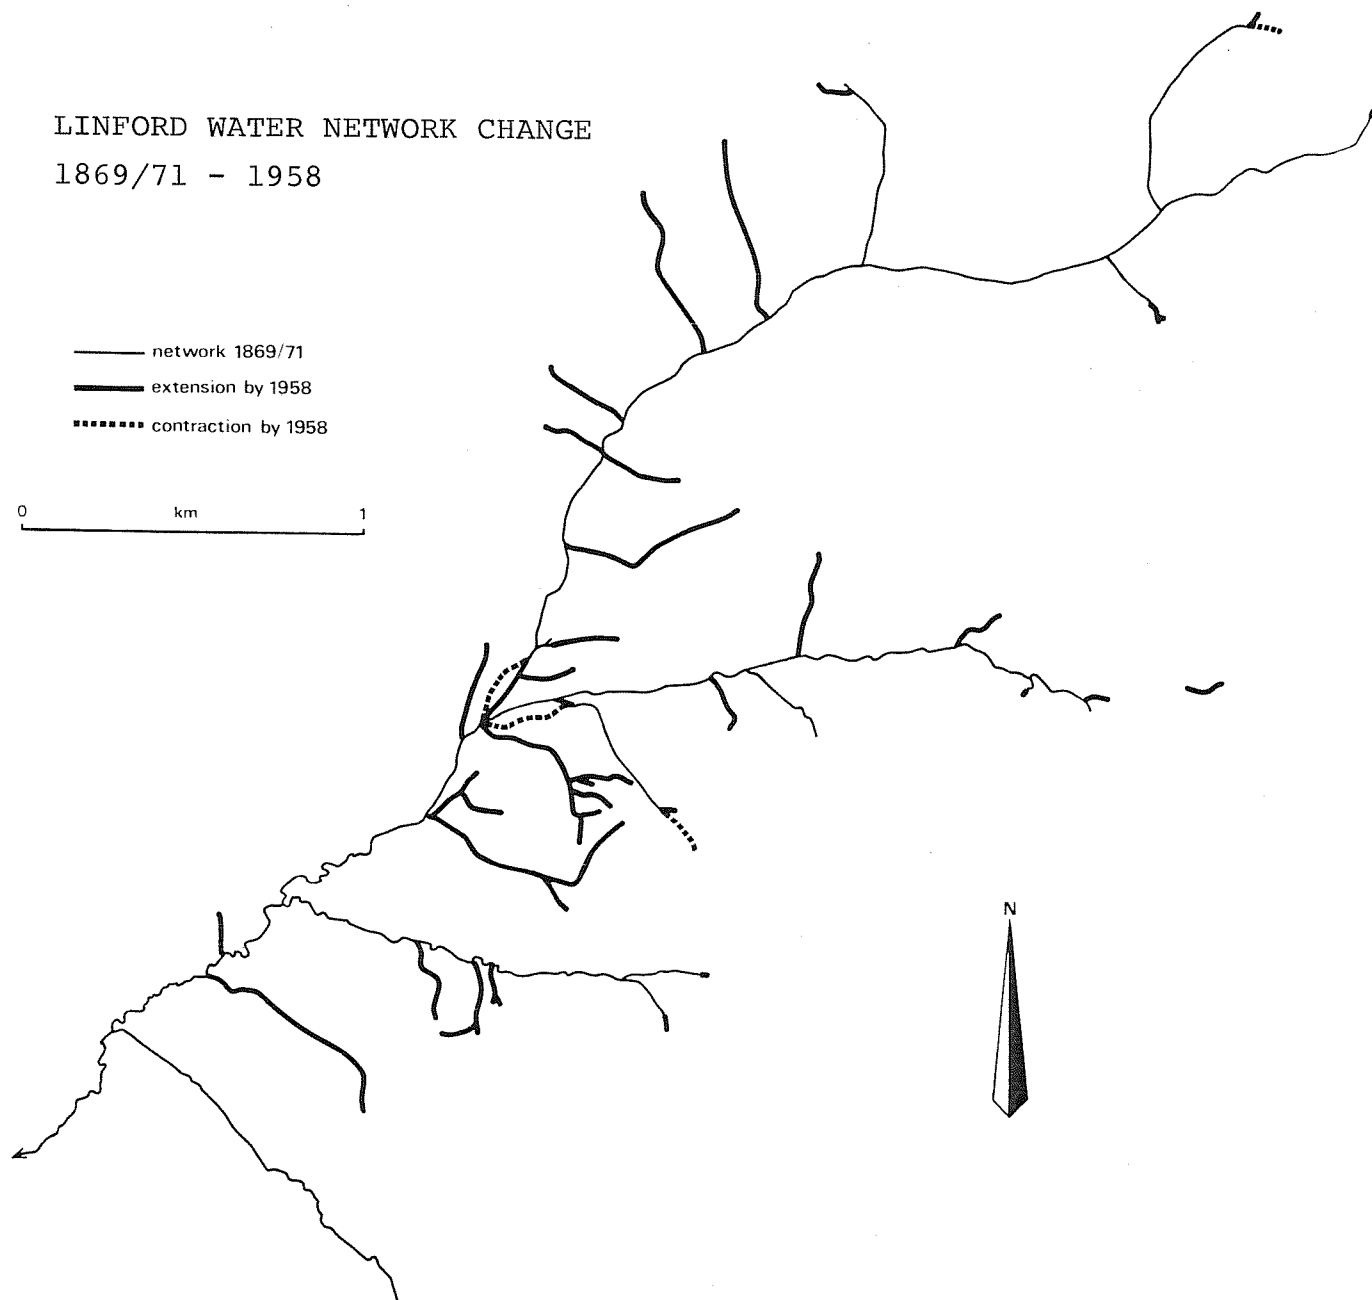 LINFORD WATER NETWORK CHANGE
1869/71 - 1958
network 1869/71
extension by 1958
contraction by 1958
0 km 1
N